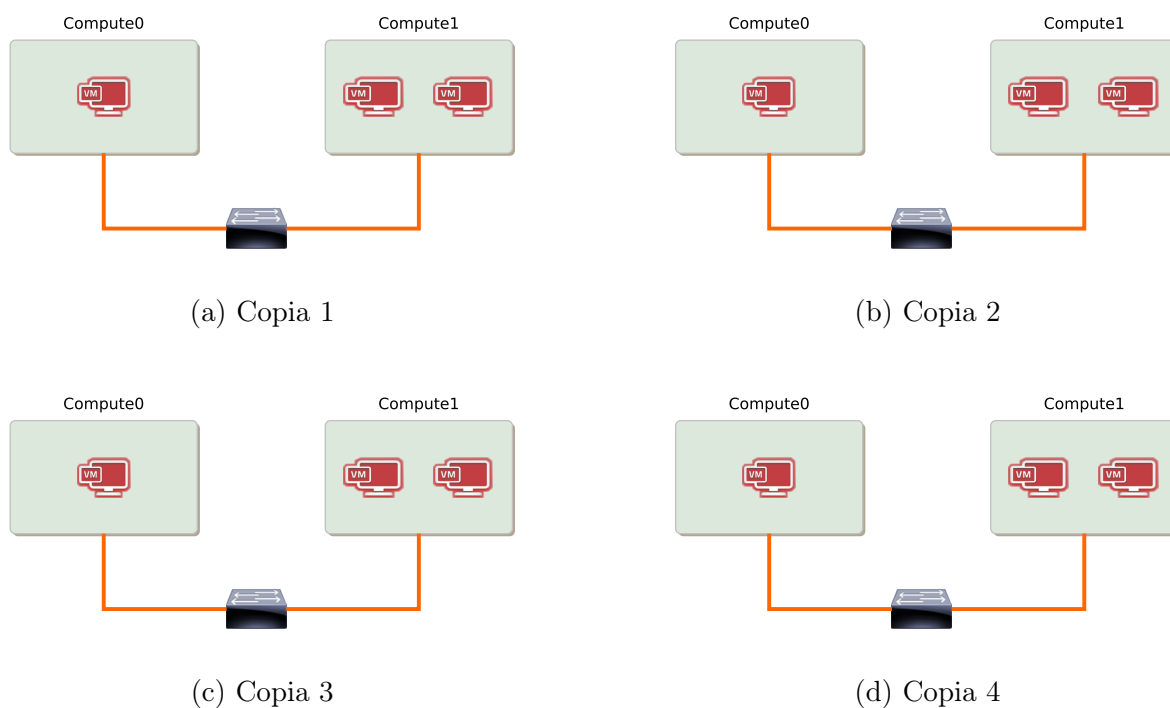 Compute0 Compute1 Compute0 Compute1
VM VM VM VM VM VM
(a) Copia 1 (b) Copia 2
Compute0 Compute1 Compute0 Compute1
VM VM VM VM VM VM
(c) Copia 3 (d) Copia 4